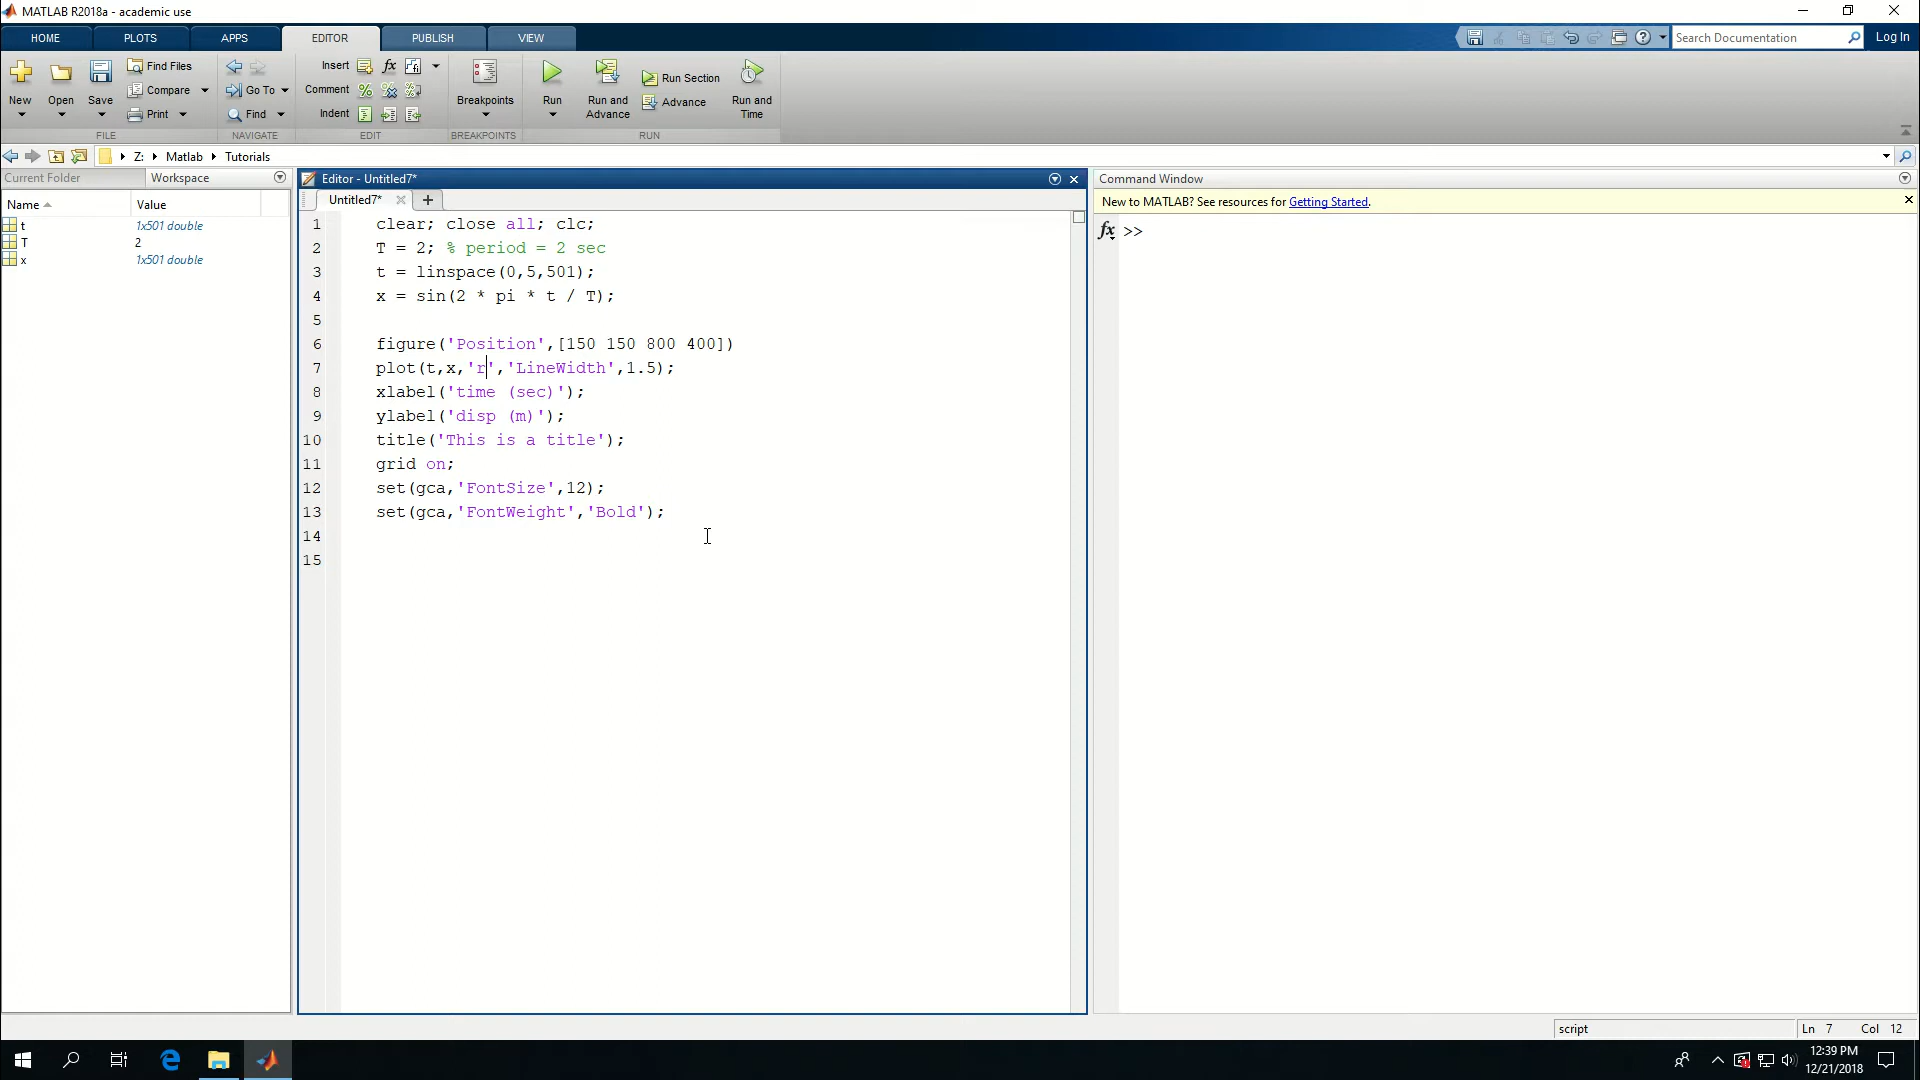 MATLAB R2018a - academic use
HOME PLOTS APPS EDITOR PUBLISH VIEW
Search Documentation Log In
New Open Save
Find Files
Compare
Print
Go To
Find
Insert fx
Comment
Indent
Breakpoints
Run
Run and Advance
Run Section
Advance
Run and Time
FILE NAVIGATE EDIT BREAKPOINTS RUN
Z: Matlab Tutorials
Current Folder Workspace
Name Value
t 1x501 double
T 2
x 1x501 double
Editor - Untitled7*
Untitled7* +
1 clear; close all; clc;
2 T = 2; % period = 2 sec
3 t = linspace(0,5,501);
4 x = sin(2 * pi * t / T);
5
6 figure('Position',[150 150 800 400])
7 plot(t,x,'r','LineWidth',1.5);
8 xlabel('time (sec)');
9 ylabel('disp (m)');
10 title('This is a title');
11 grid on;
12 set(gca,'FontSize',12);
13 set(gca,'FontWeight','Bold');
14
15
Command Window
New to MATLAB? See resources for Getting Started.
fx >>
script Ln 7 Col 12
12:39 PM
12/21/2018